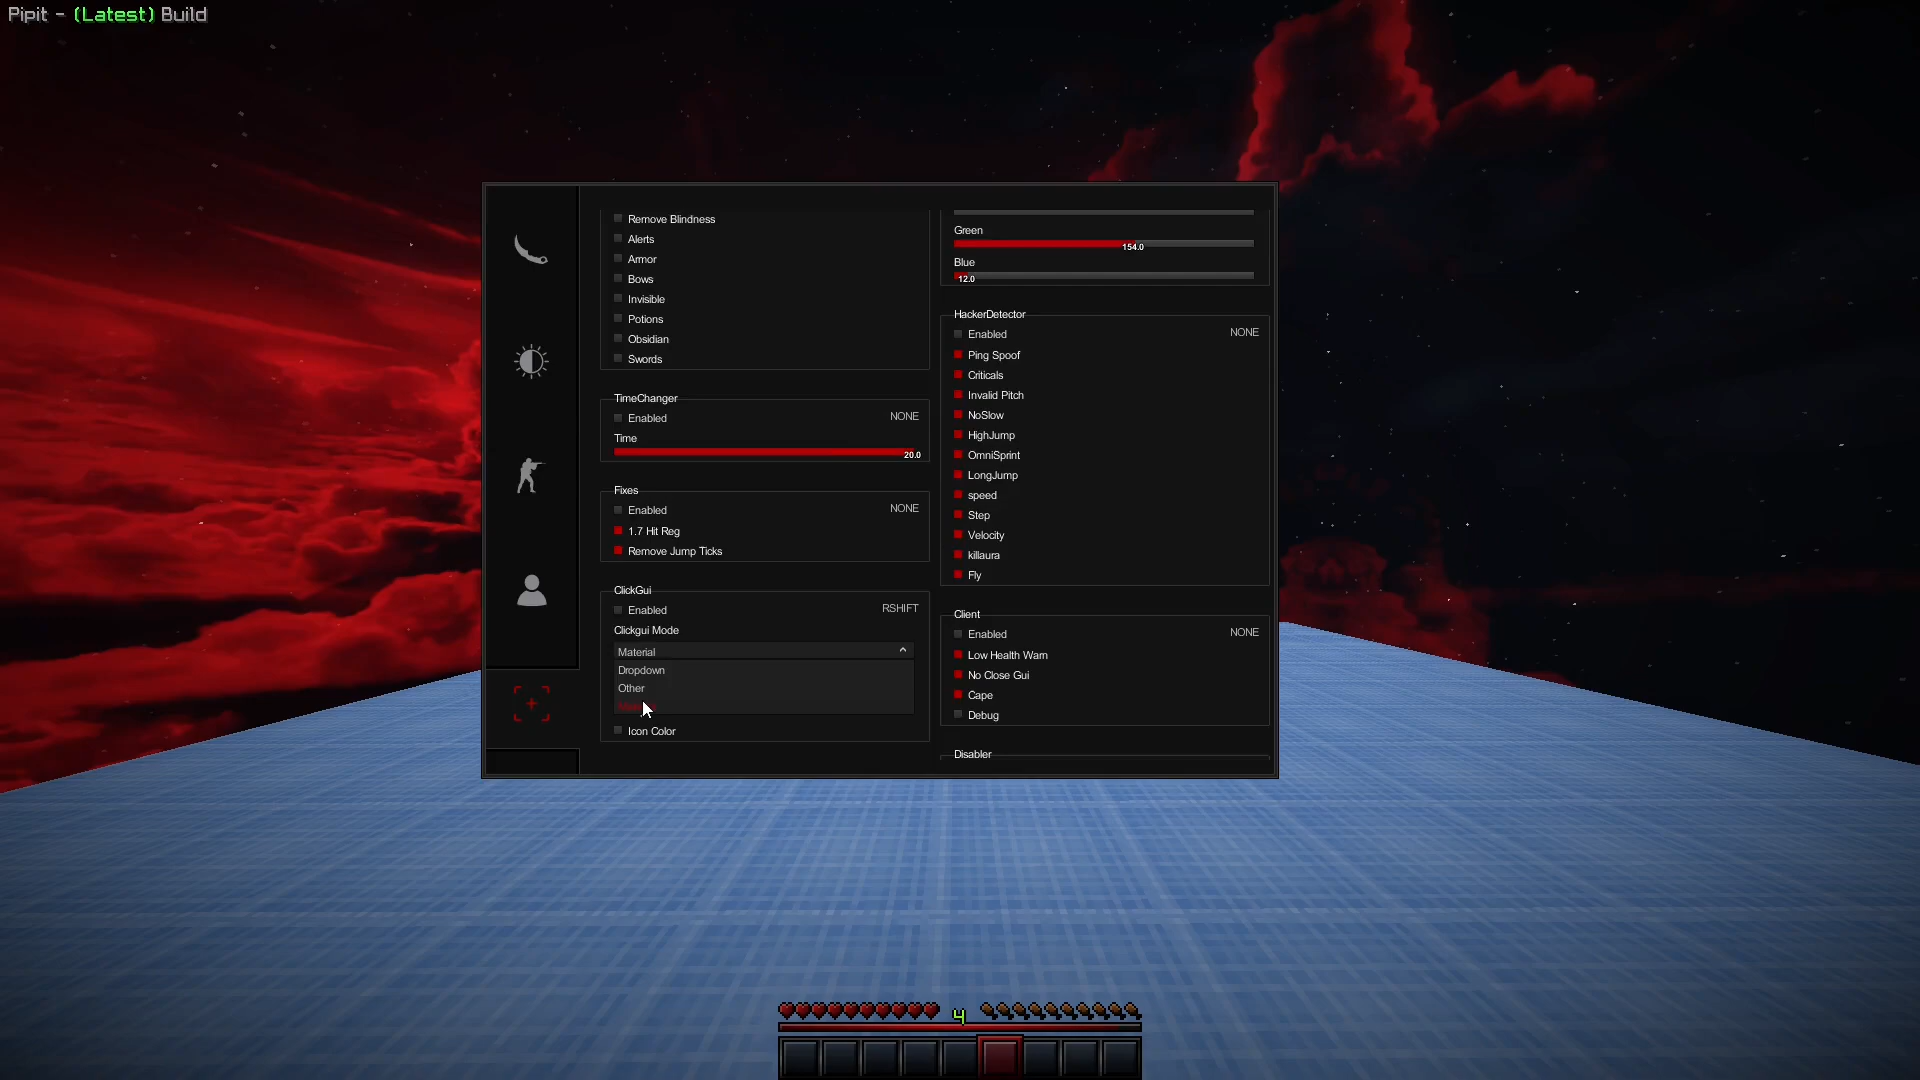 Pipit - (Latest) Build
Remove Blindness
Alerts
Armor
Bows
Invisible
Potions
Obsidian
Swords
TimeChanger
Enabled NONE
Time
20.0
Fixes
Enabled NONE
1.7 Hit Reg
Remove Jump Ticks
ClickGui
Enabled RSHIFT
Clickgui Mode
Material
Dropdown
Other
Icon Color
Green
154.0
Blue
12.0
HackerDetector
Enabled NONE
Ping Spoof
Criticals
Invalid Pitch
NoSlow
HighJump
OmniSprint
LongJump
speed
Step
Velocity
killaura
Fly
Client
Enabled NONE
Low Health Warn
No Close Gui
Cape
Debug
Disabler
4